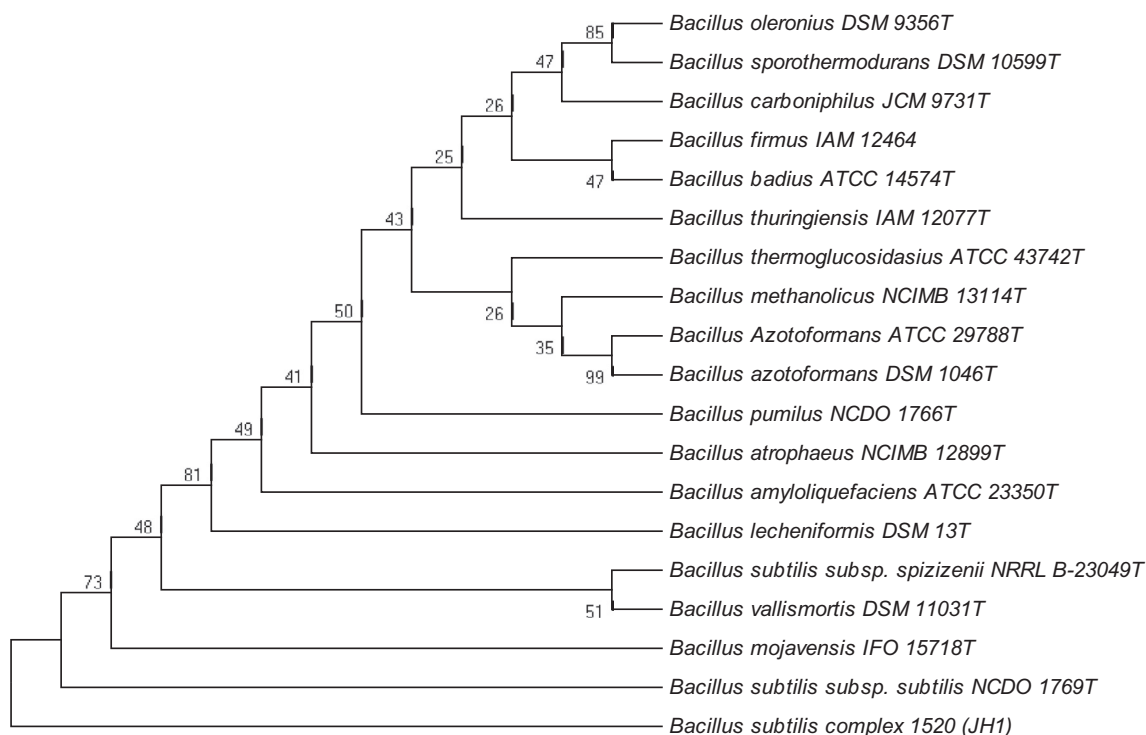 85
Bacillus oleronius DSM 9356T
Bacillus sporothermodurans DSM 10599T
47
Bacillus carboniphilus JCM 9731T
26
Bacillus firmus IAM 12464
25
47
Bacillus badius ATCC 14574T
Bacillus thuringiensis IAM 12077T
43
Bacillus thermoglucosidasius ATCC 43742T
Bacillus methanolicus NCIMB 13114T
50
26
Bacillus Azotoformans ATCC 29788T
35
99
Bacillus azotoformans DSM 1046T
41
Bacillus pumilus NCDO 1766T
49
Bacillus atrophaeus NCIMB 12899T
81
Bacillus amyloliquefaciens ATCC 23350T
48
Bacillus lecheniformis DSM 13T
73
Bacillus subtilis subsp. spizizenii NRRL B-23049T
51
Bacillus vallismortis DSM 11031T
Bacillus mojavensis IFO 15718T
Bacillus subtilis subsp. subtilis NCDO 1769T
Bacillus subtilis complex 1520 (JH1)